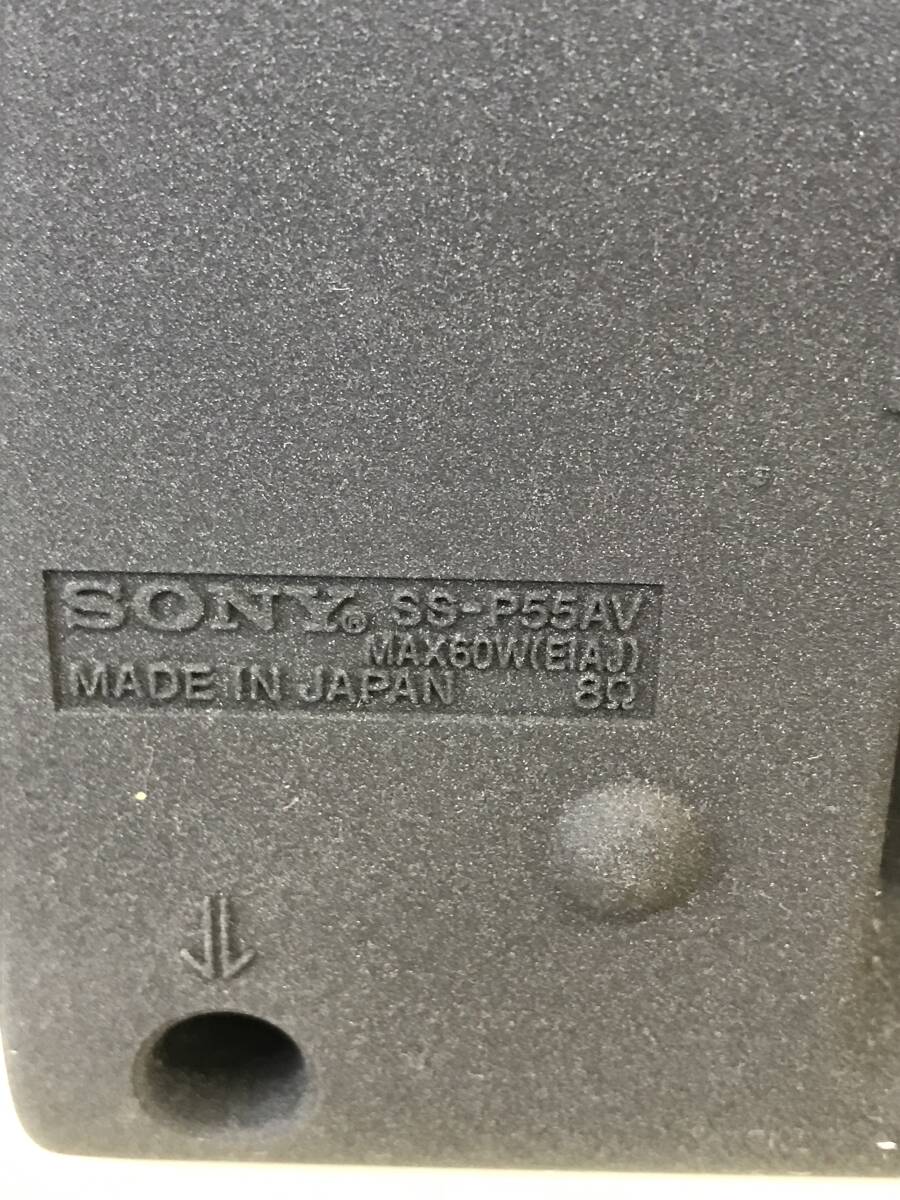 SONY® SS-P55AV
MAX60W(EIAJ)
MADE IN JAPAN 8Ω